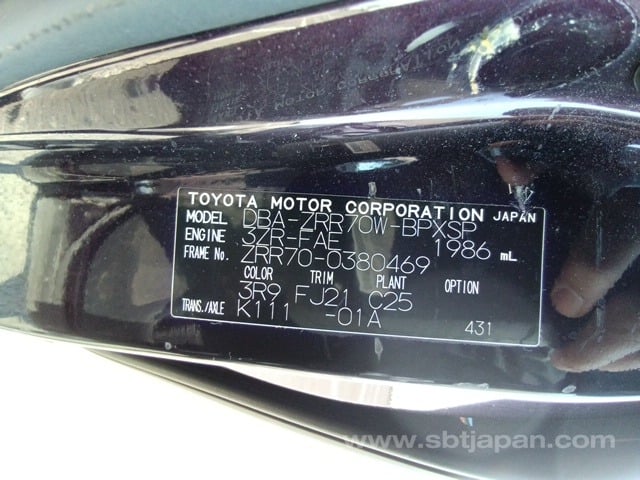 TOYOTA MOTOR CORPORATION JAPAN
MODEL DBA-ZRR70W-BPXSP
ENGINE 3ZR-FAE 1986 mL
FRAME No. ZRR70-0380469
COLOR TRIM PLANT OPTION
3R9 FJ21 C25
TRANS./AXLE K111 -01A 431
www.sbtjapan.com